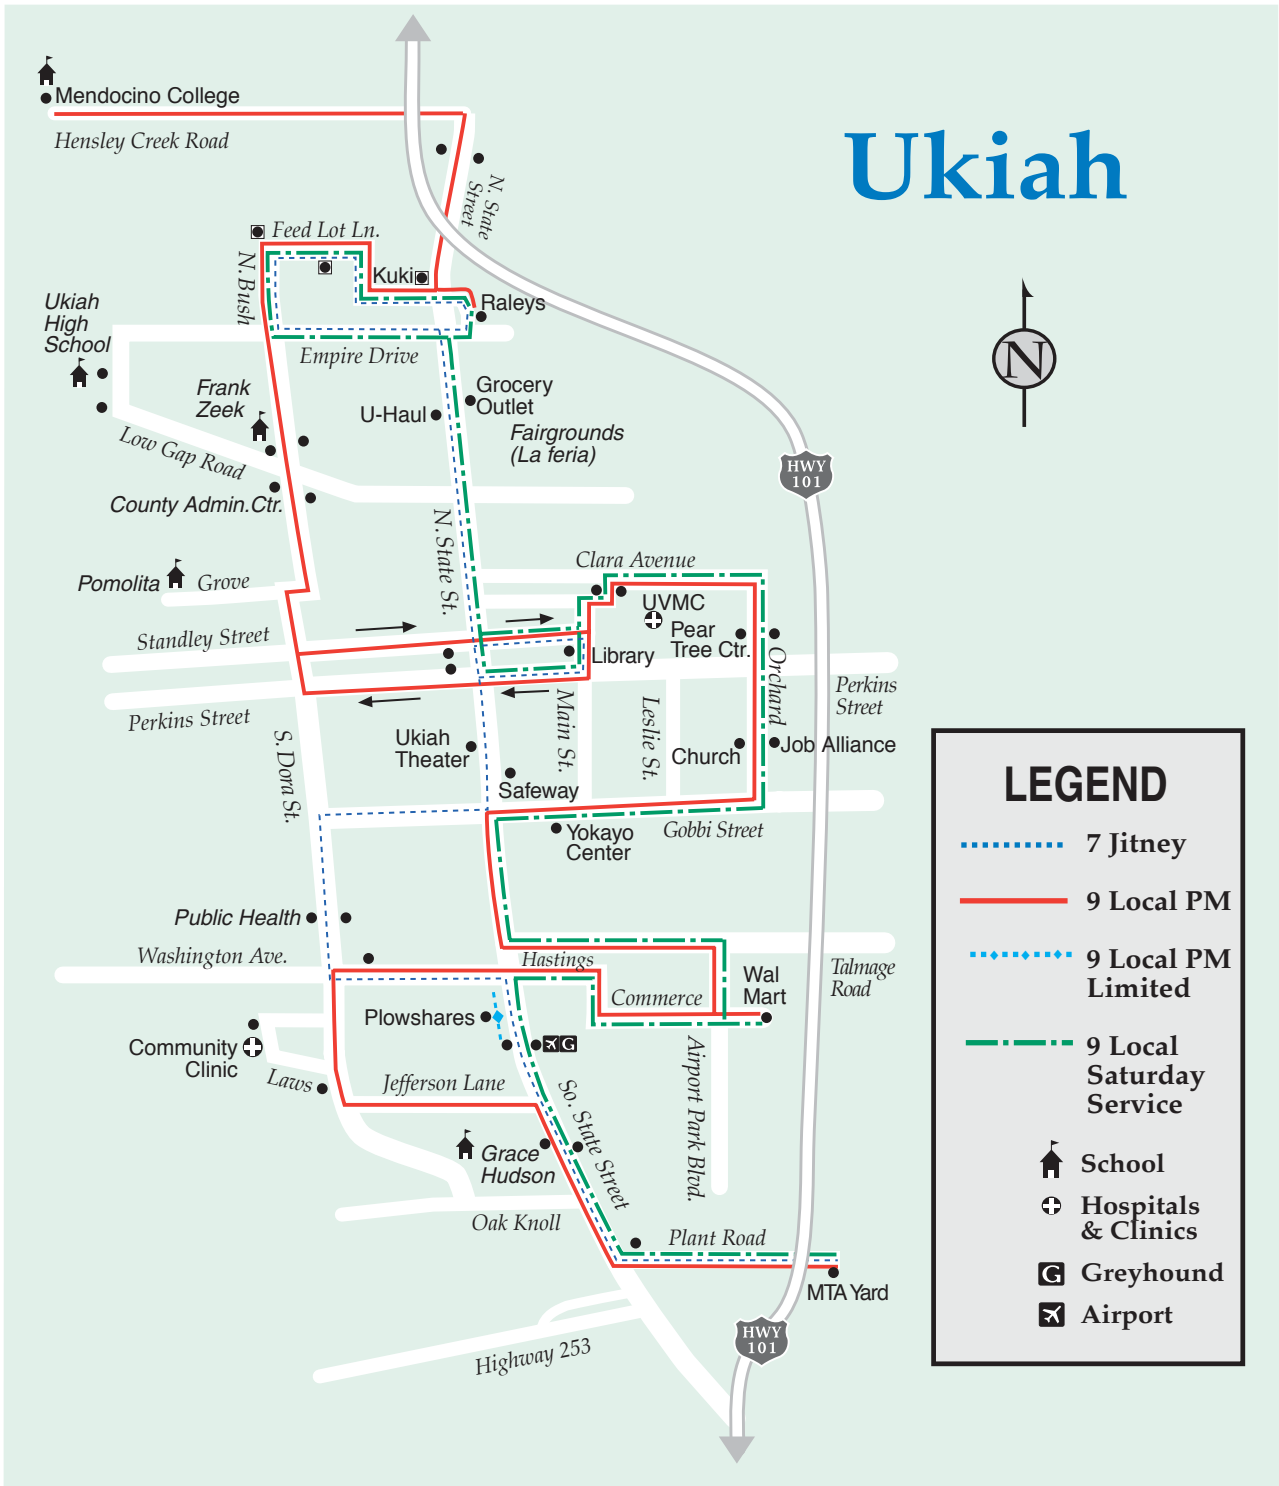 Ukiah
Mendocino College
Hensley Creek Road
N. State
Street
Feed Lot Ln.
N. Bush
Kuki
Raleys
Ukiah
High
School
Empire Drive
Frank
Zeek
U-Haul
Grocery
Outlet
Fairgrounds
(La feria)
Low Gap Road
County Admin.Ctr.
HWY
101
N
N. State St.
Clara Avenue
Pomolita
Grove
UVMC
Pear
Tree Ctr.
Standley Street
Library
Orchard
Perkins
Street
Perkins Street
Main St.
Leslie St.
S. Dora St.
Ukiah
Theater
Church
Job Alliance
Safeway
Yokayo
Center
Gobbi Street
Public Health
Washington Ave.
Hastings
Talmage
Road
Wal
Mart
Commerce
Plowshares
G
Community
Clinic
Laws
Jefferson Lane
So. State Street
Airport Park Blvd.
Grace
Hudson
Oak Knoll
Plant Road
MTA Yard
Highway 253
HWY
101
LEGEND
7 Jitney
9 Local PM
9 Local PM
Limited
9 Local
Saturday
Service
School
Hospitals
& Clinics
G Greyhound
Airport